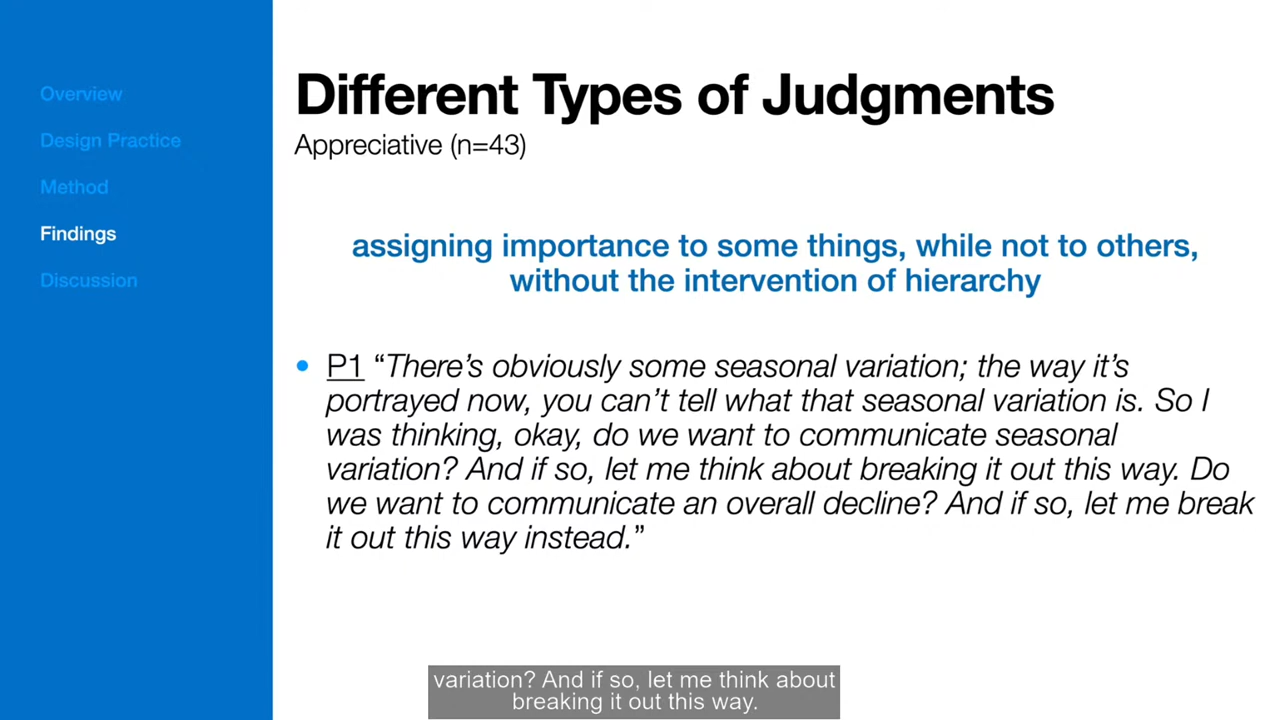 Overview
Design Practice
Method
Findings
Discussion
Different Types of Judgments
Appreciative (n=43)
assigning importance to some things, while not to others,
without the intervention of hierarchy
• P1 “There’s obviously some seasonal variation; the way it’s
portrayed now, you can’t tell what that seasonal variation is. So I
was thinking, okay, do we want to communicate seasonal
variation? And if so, let me think about breaking it out this way. Do
we want to communicate an overall decline? And if so, let me break
it out this way instead.”
variation? And if so, let me think about
breaking it out this way.